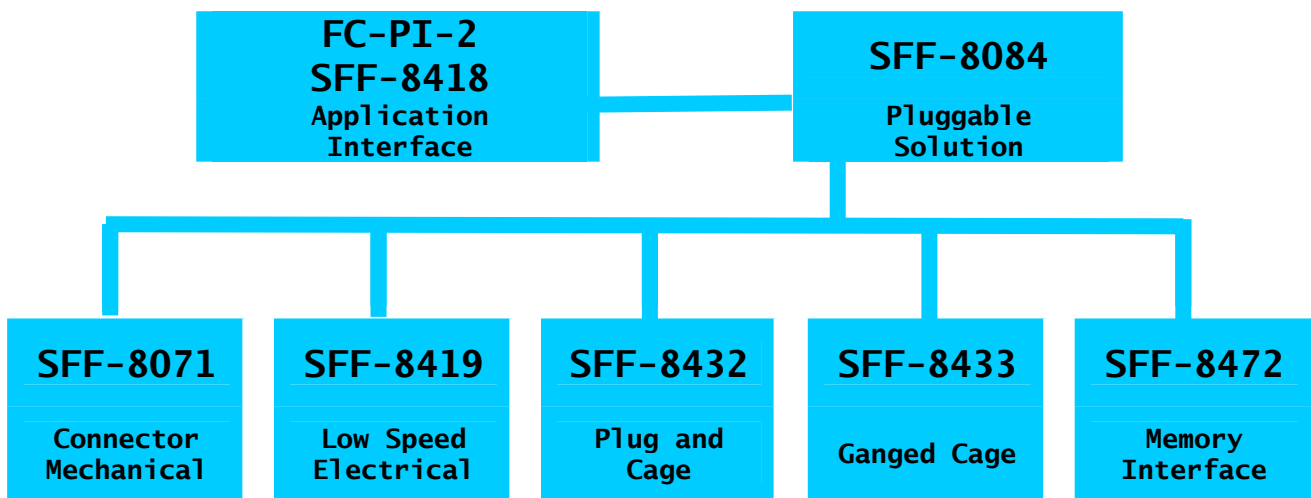 FC-PI-2
SFF-8418
Application
Interface
SFF-8084
Pluggable
Solution
SFF-8071
Connector
Mechanical
SFF-8419
Low Speed
Electrical
SFF-8432
Plug and
Cage
SFF-8433
Ganged Cage
SFF-8472
Memory
Interface